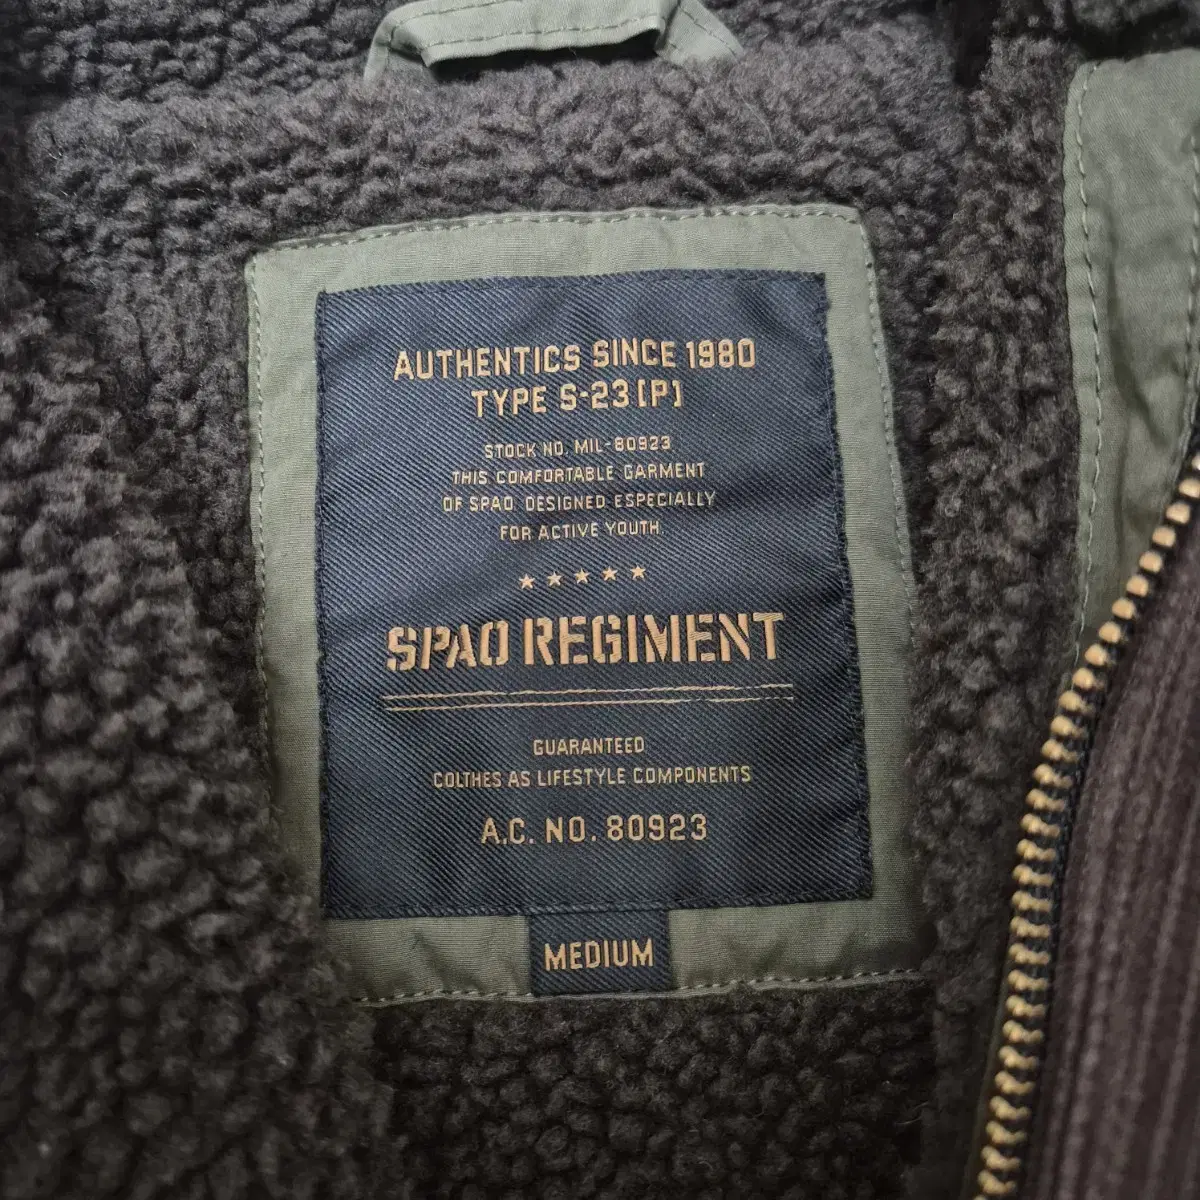 AUTHENTICS SINCE 1980
TYPE S-23 [P]
STOCK NO. MIL-80923
THIS COMFORTABLE GARMENT
OF SPAO DESIGNED ESPECIALLY
FOR ACTIVE YOUTH.
★★★★★
SPAO REGIMENT
GUARANTEED
COLTHES AS LIFESTYLE COMPONENTS
A.C. NO. 80923
MEDIUM